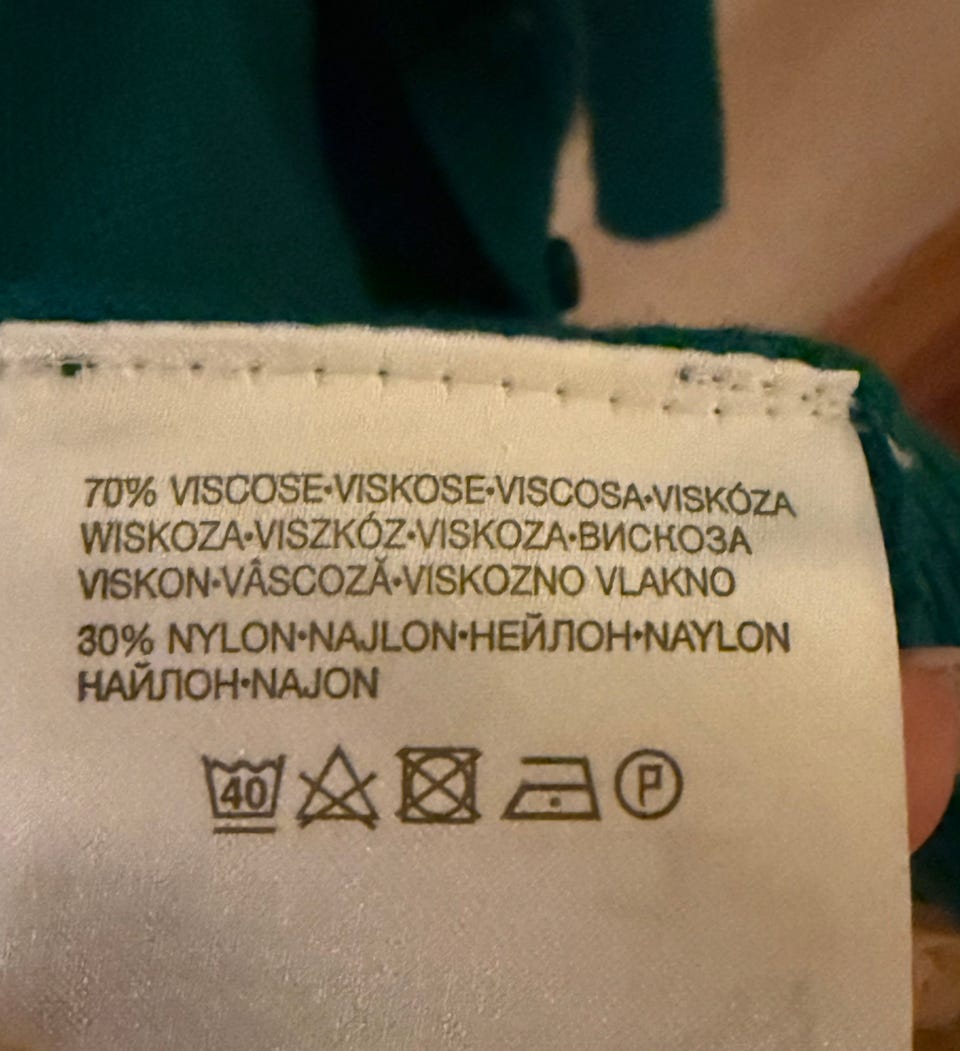 70% VISCOSE•VISKOSE•VISCOSA•VISKÓZA
WISKOZA•VISZKÓZ•VISKOZA•ВИСКОЗА
VISKON•VÂSCOZĂ•VISKOZNO VLAKNO
30% NYLON•NAJLON•НЕЙЛОН•NAYLON
НАЙЛОН•NAJON
40 P